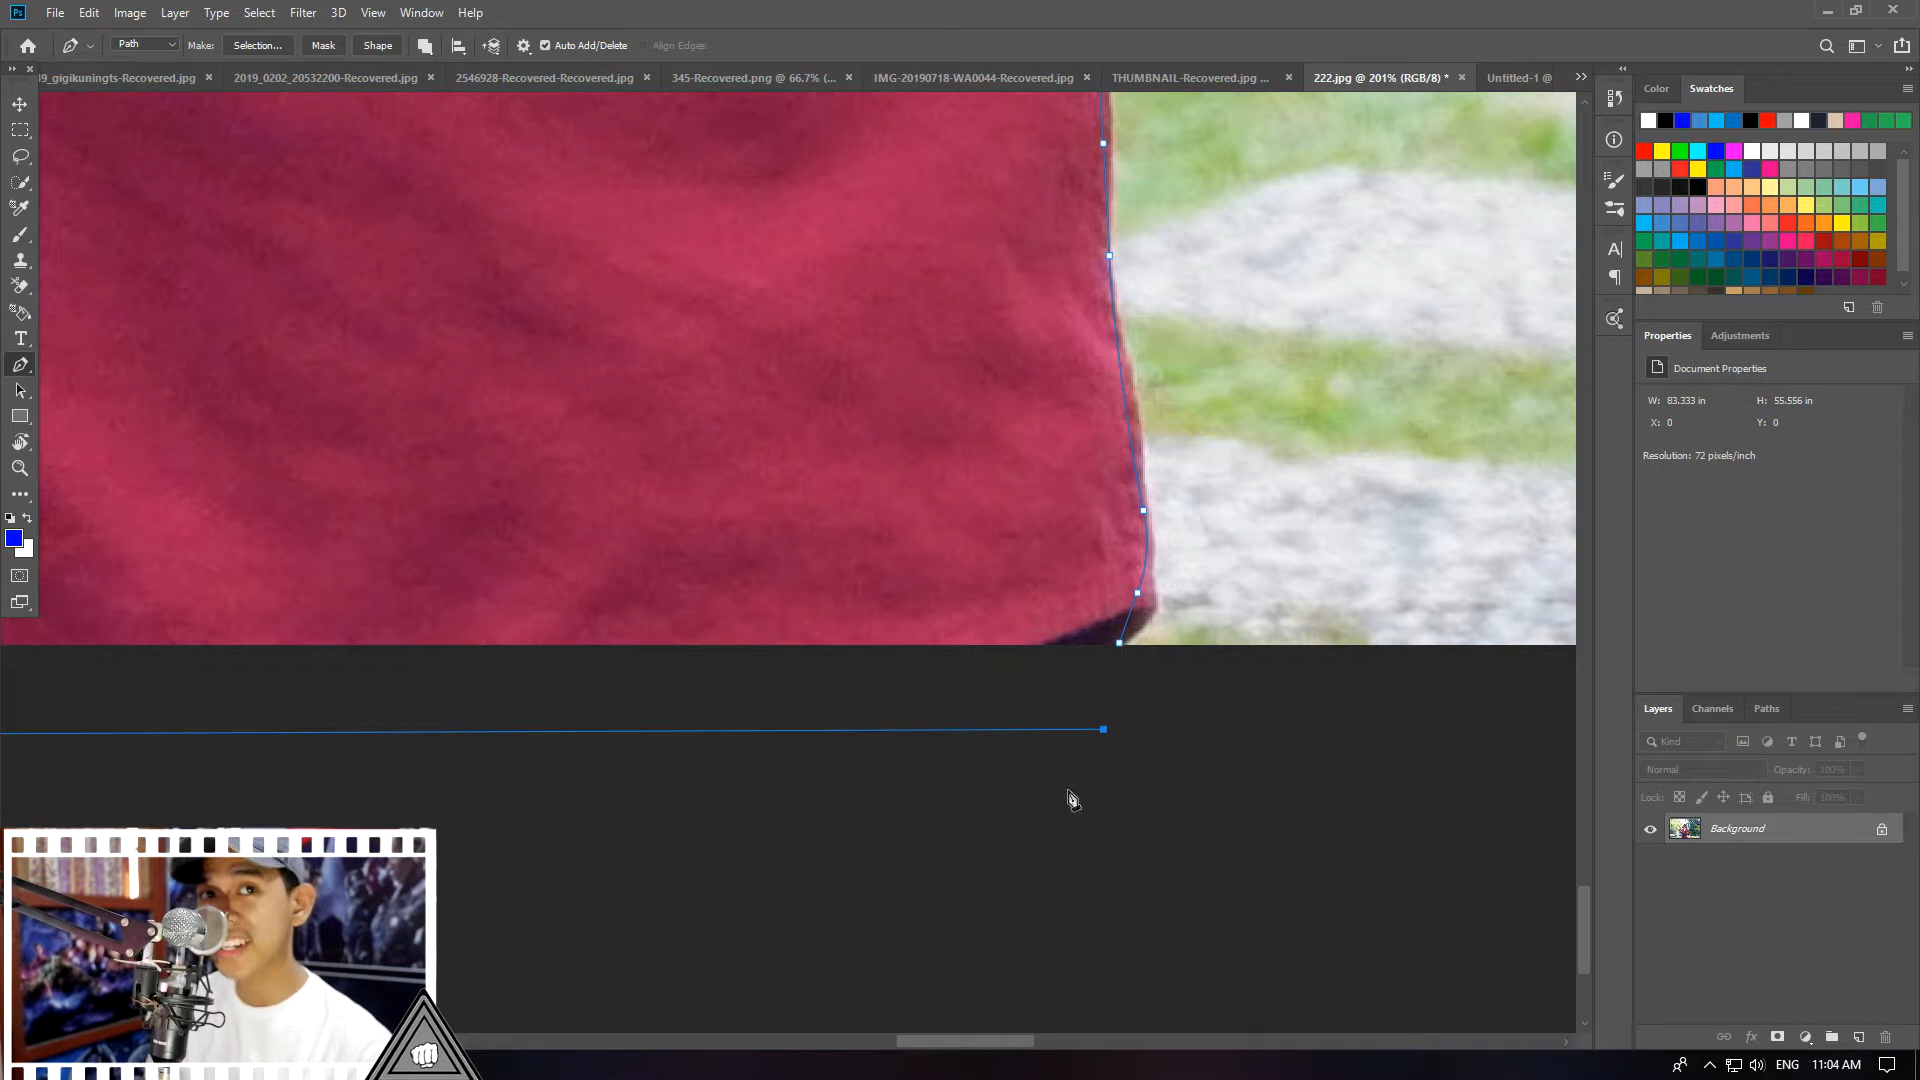 Ps File Edit Image Layer Type Select Filter 3D View Window Help
Path Make: Selection... Mask Shape Auto Add/Delete Align Edges
39_gigikuningts-Recovered.jpg 2019_0202_20532200-Recovered.jpg 2546928-Recovered-Recovered.jpg 345-Recovered.png @ 66.7% (... IMG-20190718-WA0044-Recovered.jpg THUMBNAIL-Recovered.jpg ... 222.jpg @ 201% (RGB/8) * Untitled-1 @
Color Swatches
Properties Adjustments
Document Properties
W: 83.333 in H: 55.556 in
X: 0 Y: 0
Resolution: 72 pixels/inch
Layers Channels Paths
Kind
Normal Opacity: 100%
Lock: Fill: 100%
Background
ENG 11:04 AM